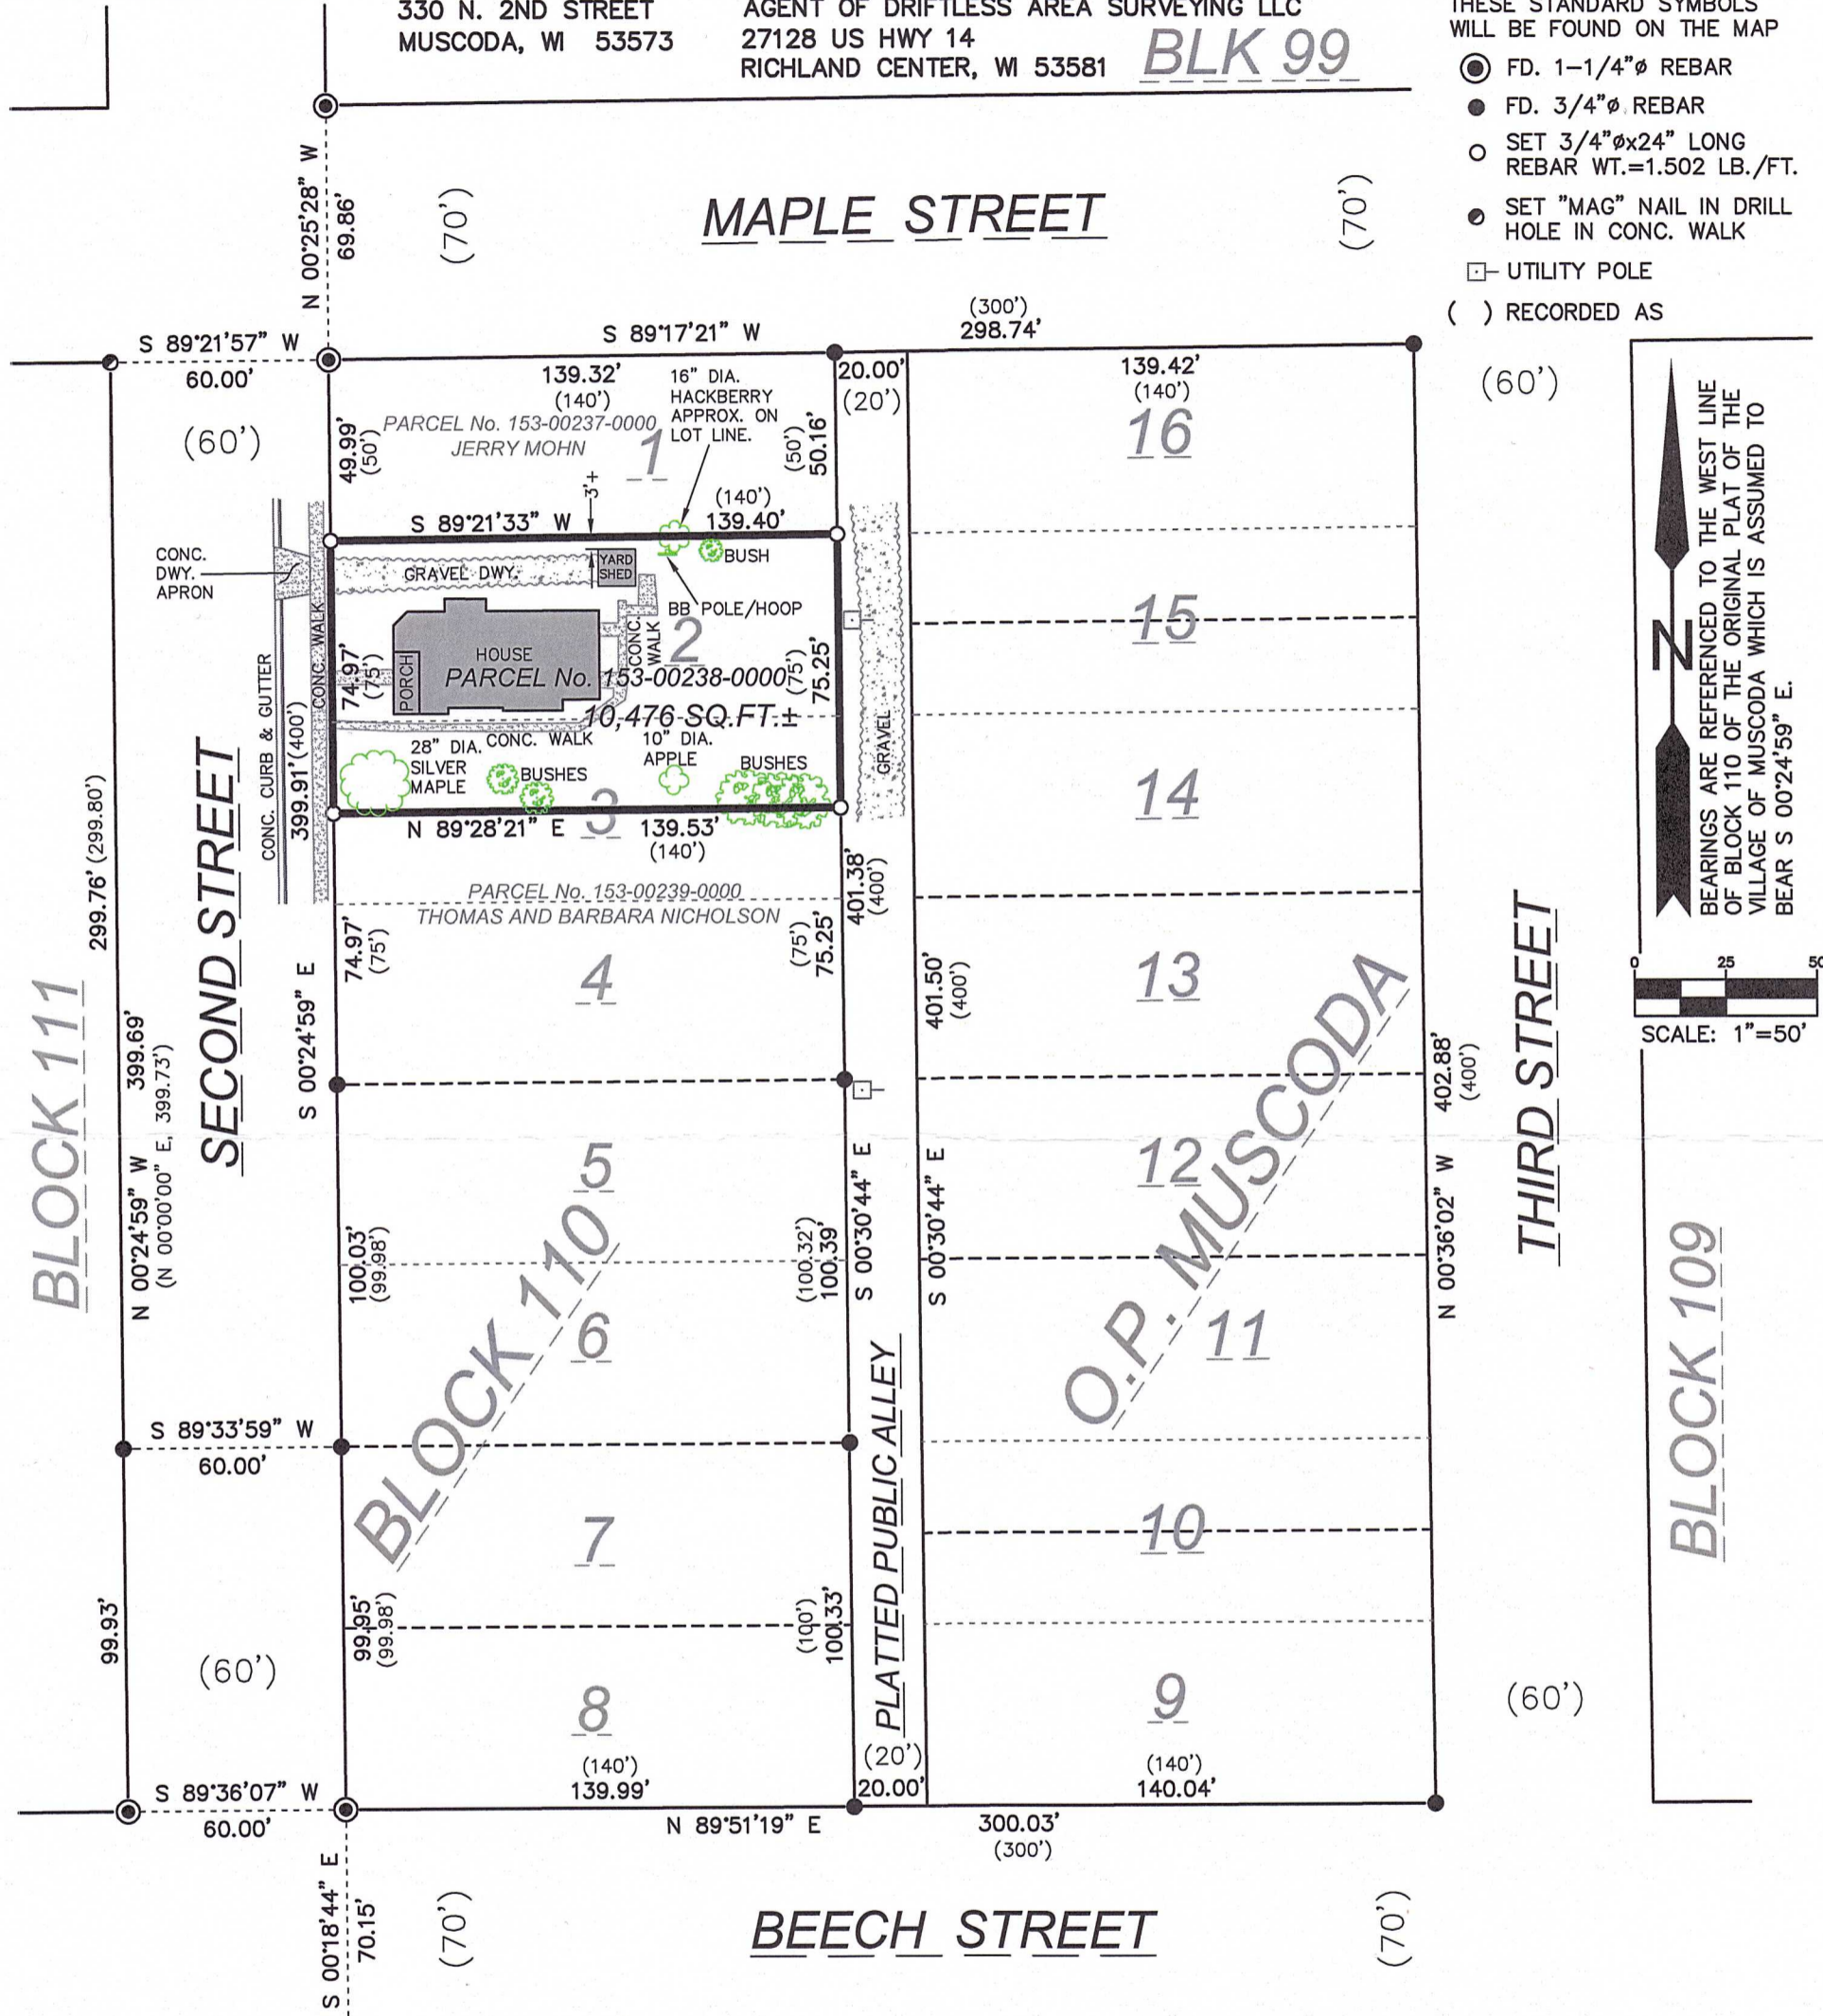 330 N. 2ND STREET
MUSCODA, WI 53573
AGENT OF DRIFTLESS AREA SURVEYING LLC
27128 US HWY 14
RICHLAND CENTER, WI 53581
BLK 99
THESE STANDARD SYMBOLS
WILL BE FOUND ON THE MAP
FD. 1-1/4"ø REBAR
FD. 3/4"ø REBAR
SET 3/4"øx24" LONG
REBAR WT.=1.502 LB./FT.
SET "MAG" NAIL IN DRILL
HOLE IN CONC. WALK
UTILITY POLE
( ) RECORDED AS
N 00°25'28" W
69.86'
(70')
MAPLE STREET
(70')
S 89°21'57" W
60.00'
(60')
S 89°17'21" W
(300')
298.74'
139.32'
(140')
20.00'
(20')
139.42'
(140')
(60')
16" DIA.
HACKBERRY
APPROX. ON
LOT LINE.
PARCEL No. 153-00237-0000
JERRY MOHN
1
49.99'
(50')
(50')
50.16'
3'+
S 89°21'33" W
(140')
139.40'
16
15
14
13
12
11
10
9
CONC.
DWY.
APRON
GRAVEL DWY.
YARD
SHED
BUSH
BB POLE/HOOP
CONC. WALK
CONC.
WALK
2
HOUSE
PORCH
PARCEL No. 153-00238-0000
10,476 SQ.FT.±
74.97'
(75')
(75')
75.25'
GRAVEL
CONC. CURB & GUTTER
399.91' (400')
28" DIA.
SILVER
MAPLE
CONC. WALK
BUSHES
10" DIA.
APPLE
BUSHES
N 89°28'21" E
3
139.53'
(140')
PARCEL No. 153-00239-0000
THOMAS AND BARBARA NICHOLSON
74.97'
(75')
(75')
75.25'
401.38'
(400')
401.50'
(400')
4
5
6
7
8
299.76' (299.80')
SECOND STREET
BLOCK 111
399.69'
N 00°24'59" W
(N 00°00'00" E, 399.73')
S 00°24'59" E
100.03'
(99.98')
(100.32')
100.39'
S 00°30'44" E
S 00°30'44" E
BLOCK 110
O.P. MUSCODA
PLATTED PUBLIC ALLEY
402.88'
(400')
N 00°36'02" W
THIRD STREET
BLOCK 109
N
BEARINGS ARE REFERENCED TO THE WEST LINE
OF BLOCK 110 OF THE ORIGINAL PLAT OF THE
VILLAGE OF MUSCODA WHICH IS ASSUMED TO
BEAR S 00°24'59" E.
0 25 50
SCALE: 1"=50'
S 89°33'59" W
60.00'
99.93'
99.95'
(99.98')
(100')
100.33'
(60')
(60')
S 89°36'07" W
60.00'
(140')
139.99'
(20')
20.00'
(140')
140.04'
N 89°51'19" E
300.03'
(300')
S 00°18'44" E
70.15'
(70')
BEECH STREET
(70')